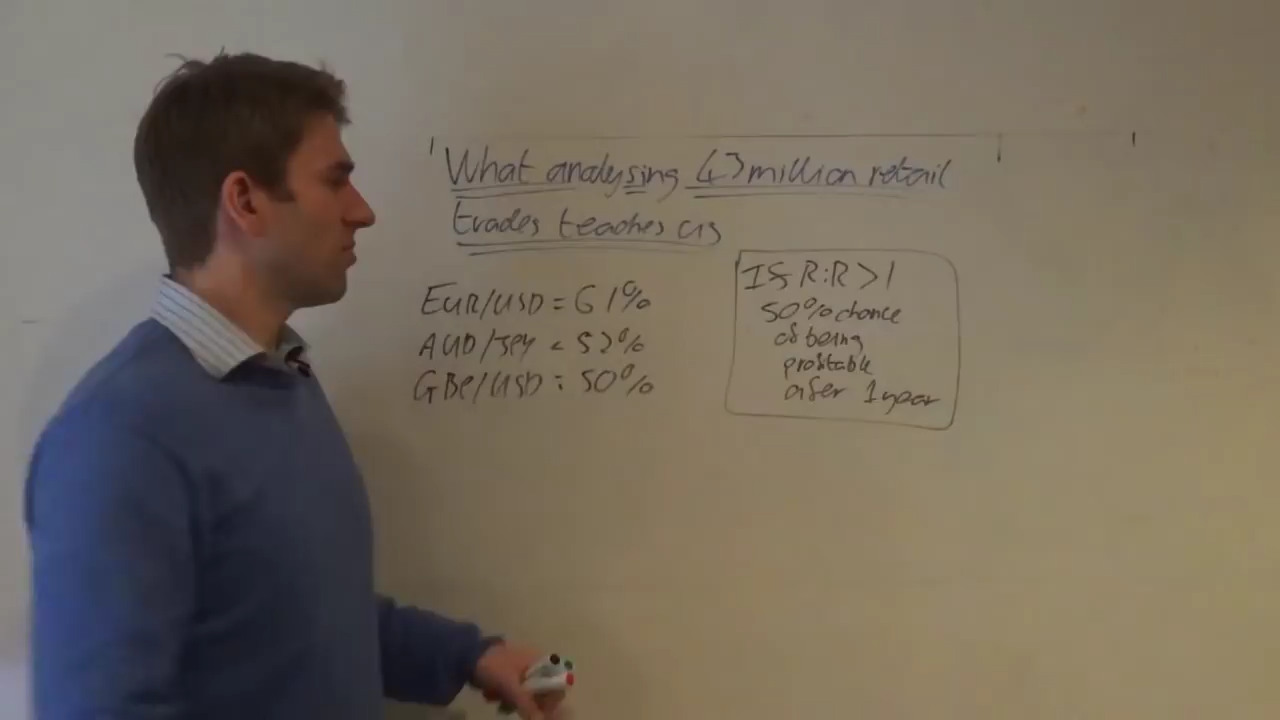 What analysing 43 million retail
trades teaches us
EUR/USD = 61%
AUD/JPY = 52%
GBP/USD = 50%
If R:R > 1
50% chance
of being
profitable
after 1 year